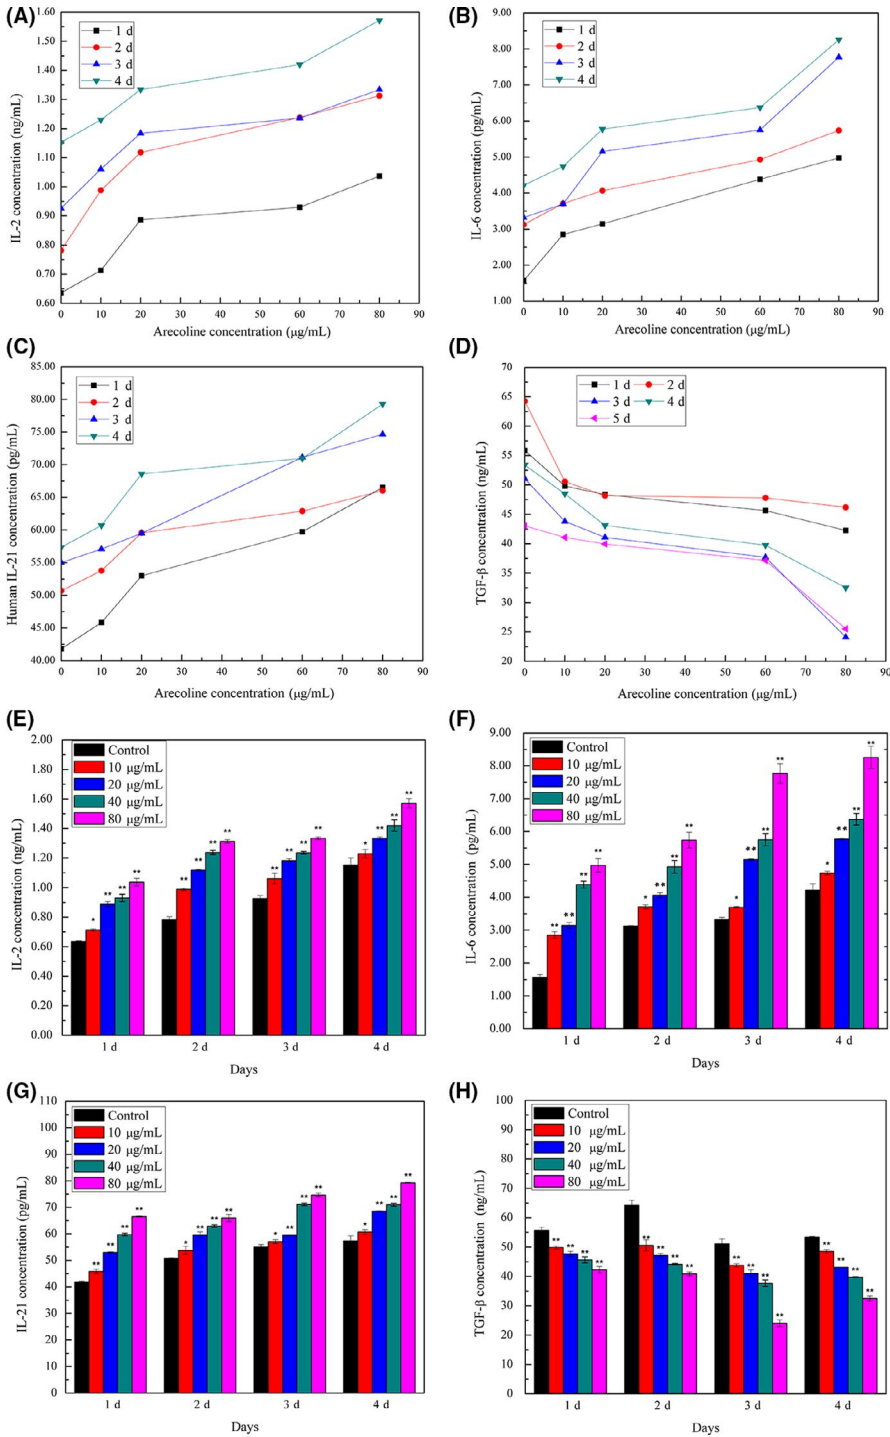 (A)
1.60
1.50
1.40
1.30
1.20
1.10
1.00
0.90
0.80
0.70
0.60
IL-2 concentration (ng/mL)
1 d
2 d
3 d
4 d
0 10 20 30 40 50 60 70 80 90
Arecoline concentration (μg/mL)
(B)
9.00
8.00
7.00
6.00
5.00
4.00
3.00
2.00
1.00
IL-6 concentration (pg/mL)
1 d
2 d
3 d
4 d
0 10 20 30 40 50 60 70 80 90
Arecoline concentration (μg/mL)
(C)
85.00
80.00
75.00
70.00
65.00
60.00
55.00
50.00
45.00
40.00
Human IL-21 concentration (pg/mL)
1 d
2 d
3 d
4 d
0 10 20 30 40 50 60 70 80 90
Arecoline concentration (μg/mL)
(D)
70
65
60
55
50
45
40
35
30
25
20
TGF-β concentration (ng/mL)
1 d 2 d
3 d 4 d
5 d
0 10 20 30 40 50 60 70 80 90
Arecoline concentration (μg/mL)
(E)
2.00
1.80
1.60
1.40
1.20
1.00
0.80
0.60
0.40
0.20
0.00
IL-2 concentration (ng/mL)
Control
10 μg/mL
20 μg/mL
40 μg/mL
80 μg/mL
* ** ** ** ** ** ** ** ** ** ** ** * ** ** **
1 d 2 d 3 d 4 d
Days
(F)
9.00
8.00
7.00
6.00
5.00
4.00
3.00
2.00
1.00
0.00
IL-6 concentration (pg/mL)
Control
10 μg/mL
20 μg/mL
40 μg/mL
80 μg/mL
** ** ** ** * ** ** ** * ** ** ** ** ** ** **
1 d 2 d 3 d 4 d
Days
(G)
110
100
90
80
70
60
50
40
30
20
10
0
IL-21 concentration (pg/mL)
Control
10 μg/mL
20 μg/mL
40 μg/mL
80 μg/mL
** ** ** ** * ** ** ** * ** ** ** * ** ** **
1 d 2 d 3 d 4 d
Days
(H)
100
90
80
70
60
50
40
30
20
10
0
TGF-β concentration (ng/mL)
Control
10 μg/mL
20 μg/mL
40 μg/mL
80 μg/mL
** ** ** ** ** ** ** ** ** ** ** ** ** ** ** **
1 d 2 d 3 d 4 d
Days